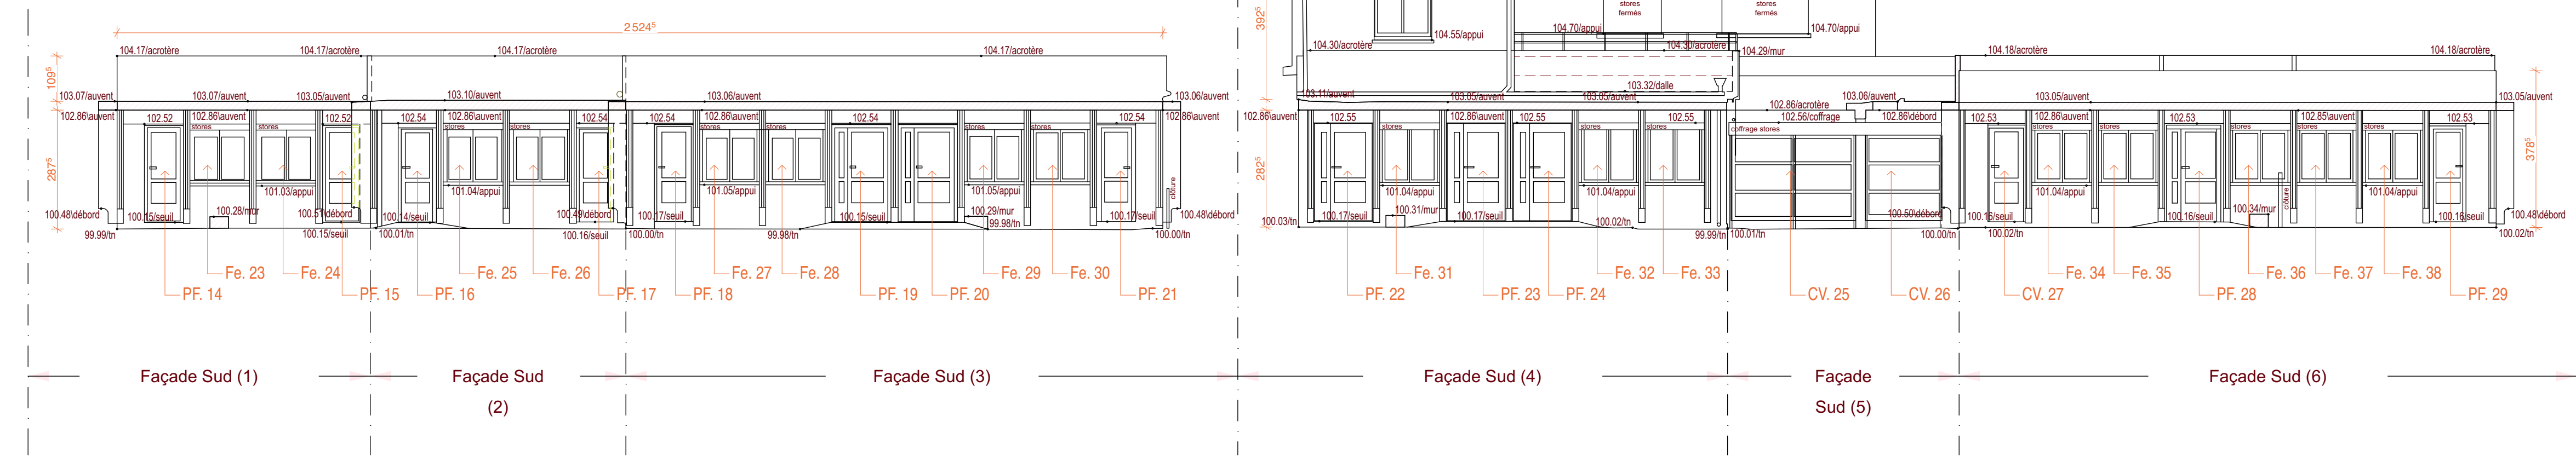 stores
fermés
stores
fermés
2 524⁵
392⁵
104.55/appui
104.70/appui
104.70/appui
104.17/acrotère
104.17/acrotère
104.17/acrotère
104.17/acrotère
104.30/acrotère
104.30/acrotère
104.29/mur
104.18/acrotère
104.18/acrotère
109⁵
103.32/dalle
103.07/auvent
103.07/auvent
103.05/auvent
103.10/auvent
103.06/auvent
103.06/auvent
103.11/auvent
103.05/auvent
103.05/auvent
103.06/auvent
103.05/auvent
103.05/auvent
102.86\auvent
102.52
102.86\auvent
102.52
102.54
102.86\auvent
102.54
102.54
102.86\auvent
102.54
102.54
102.86\auvent
102.86\auvent
102.55
102.86\auvent
102.55
102.55
102.86/acrotère
102.56/coffrage
102.86\débord
102.53
102.86\auvent
102.53
102.85\auvent
102.53
stores
stores
stores
stores
stores
stores
stores
stores
stores
stores
stores
coffrage stores
stores
stores
stores
stores
stores
287⁵
282⁵
378⁵
101.03/appui
101.04/appui
101.05/appui
101.05/appui
101.04/appui
101.04/appui
101.04/appui
101.04/appui
clôture
clôture
100.48\débord
100.15/seuil
100.28/mur
100.51\débord
100.14/seuil
100.49\débord
100.17/seuil
100.15/seuil
100.29/mur
100.17/seuil
100.48\débord
100.03/tn
100.17/seuil
100.31/mur
100.17/seuil
100.02/tn
100.50\débord
100.16/seuil
100.16/seuil
100.34/mur
100.16/seuil
100.48\débord
99.99/tn
100.15/seuil
100.01/tn
100.16/seuil
100.00/tn
99.98/tn
99.98/tn
100.00/tn
99.99/tn
100.01/tn
100.00/tn
100.02/tn
100.02/tn
Fe. 23
Fe. 24
Fe. 25
Fe. 26
Fe. 27
Fe. 28
Fe. 29
Fe. 30
Fe. 31
Fe. 32
Fe. 33
Fe. 34
Fe. 35
Fe. 36
Fe. 37
Fe. 38
PF. 14
PF. 15
PF. 16
PF. 17
PF. 18
PF. 19
PF. 20
PF. 21
PF. 22
PF. 23
PF. 24
CV. 25
CV. 26
CV. 27
PF. 28
PF. 29
Façade Sud (1)
Façade Sud
(2)
Façade Sud (3)
Façade Sud (4)
Façade
Sud (5)
Façade Sud (6)